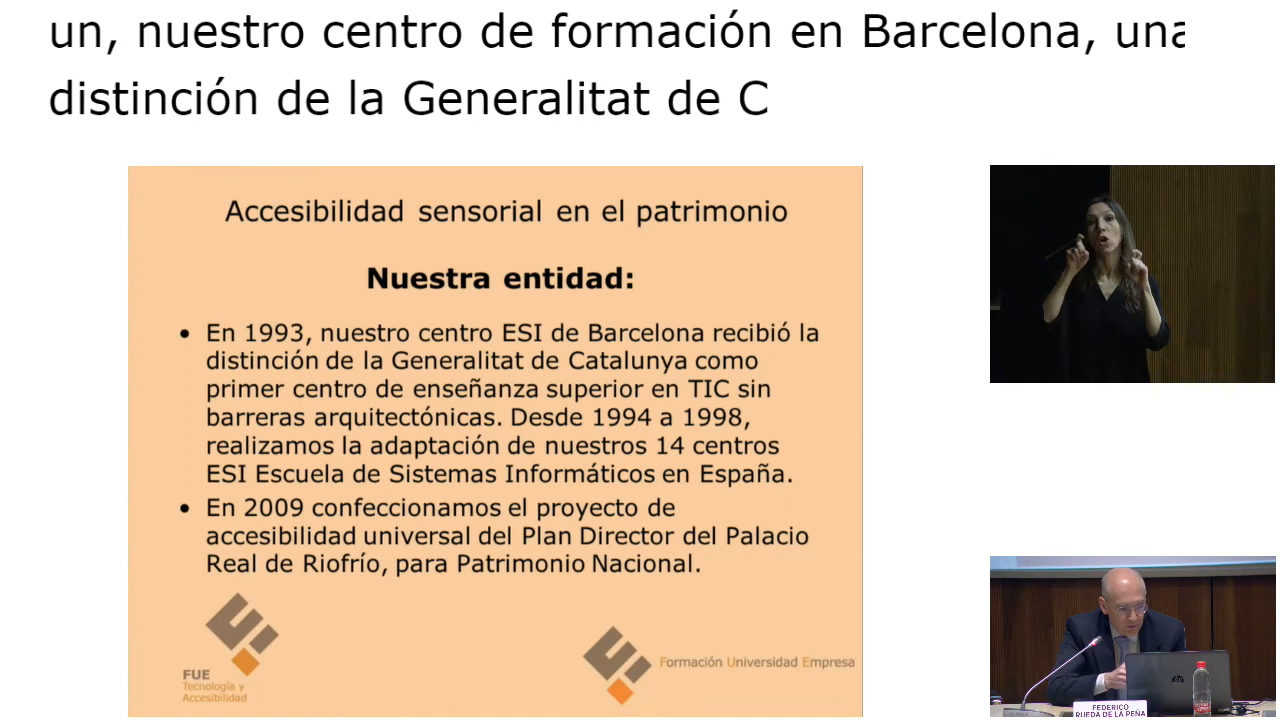 un, nuestro centro de formación en Barcelona, una
distinción de la Generalitat de C
Accesibilidad sensorial en el patrimonio
Nuestra entidad:
• En 1993, nuestro centro ESI de Barcelona recibió la
distinción de la Generalitat de Catalunya como
primer centro de enseñanza superior en TIC sin
barreras arquitectónicas. Desde 1994 a 1998,
realizamos la adaptación de nuestros 14 centros
ESI Escuela de Sistemas Informáticos en España.
• En 2009 confeccionamos el proyecto de
accesibilidad universal del Plan Director del Palacio
Real de Riofrío, para Patrimonio Nacional.
FUE
Tecnología y
Accesibilidad
Formación Universidad Empresa
hp
FEDERICO
RUEDA DE LA PEÑA